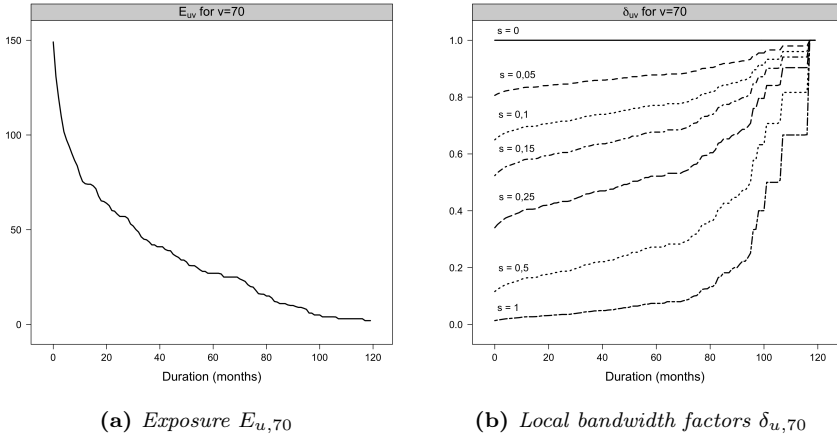 E_uv for v=70
150
100
50
0
0 20 40 60 80 100 120
Duration (months)
(a) Exposure E_u,70
δ_uv for v=70
1.0
0.8
0.6
0.4
0.2
0.0
s = 0
s = 0,05
s = 0,1
s = 0,15
s = 0,25
s = 0,5
s = 1
0 20 40 60 80 100 120
Duration (months)
(b) Local bandwidth factors δ_u,70